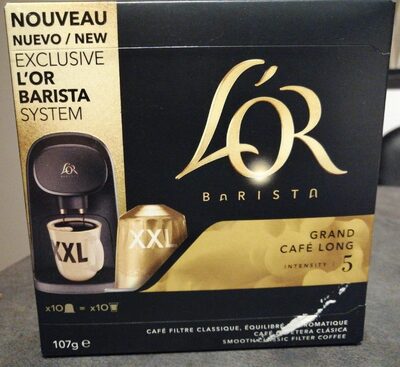 NOUVEAU
NUEVO / NEW
EXCLUSIVE
L'OR
BARISTA
SYSTEM
L'OR
BARISTA
L'OR
BARISTA
XXL
XXL
GRAND
CAFÉ LONG
INTENSITY 5
x10 = x10
CAFÉ FILTRE CLASSIQUE, ÉQUILIBRÉ
CLÁSICA
SMOOTH CLASSIC FILTER COFFEE
107g e